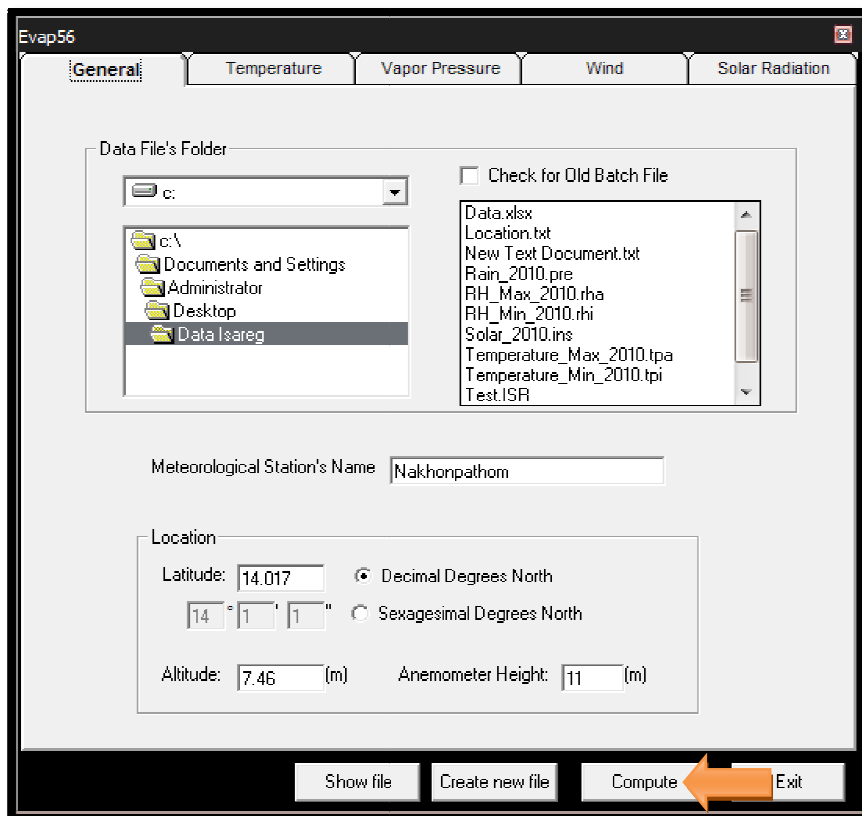 Evap56
General Temperature Vapor Pressure Wind Solar Radiation
Data File's Folder
c:
Check for Old Batch File
c:\
Documents and Settings
Administrator
Desktop
Data Isareg
Data.xlsx
Location.txt
New Text Document.txt
Rain_2010.pre
RH_Max_2010.rha
RH_Min_2010.rhi
Solar_2010.ins
Temperature_Max_2010.tpa
Temperature_Min_2010.tpi
Test.ISR
Meteorological Station's Name Nakhonpathom
Location
Latitude: 14.017 Decimal Degrees North
14 ° 1 ' 1 " Sexagesimal Degrees North
Altitude: 7.46 (m) Anemometer Height: 11 (m)
Show file Create new file Compute Exit